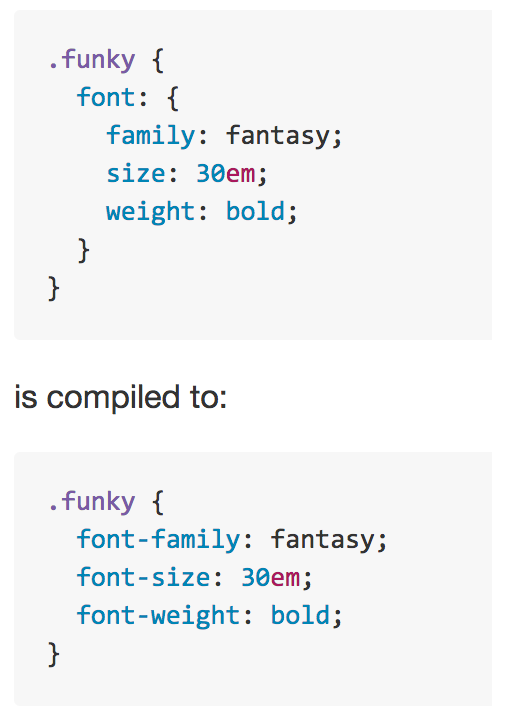 .funky {
  font: {
    family: fantasy;
    size: 30em;
    weight: bold;
  }
}
is compiled to:
.funky {
  font-family: fantasy;
  font-size: 30em;
  font-weight: bold;
}